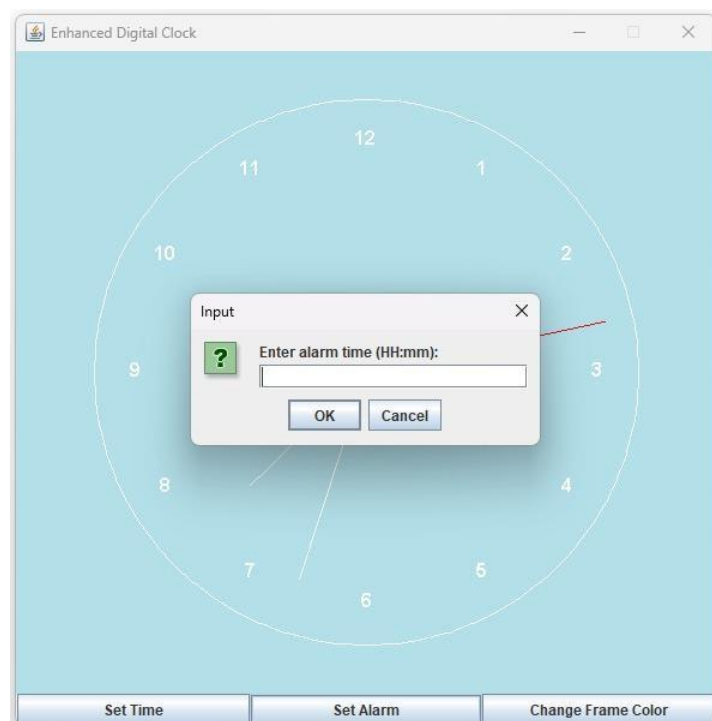 Enhanced Digital Clock
12
11
1
10
2
Input
Enter alarm time (HH:mm):
9
3
OK
Cancel
8
4
7
5
6
Set Time
Set Alarm
Change Frame Color